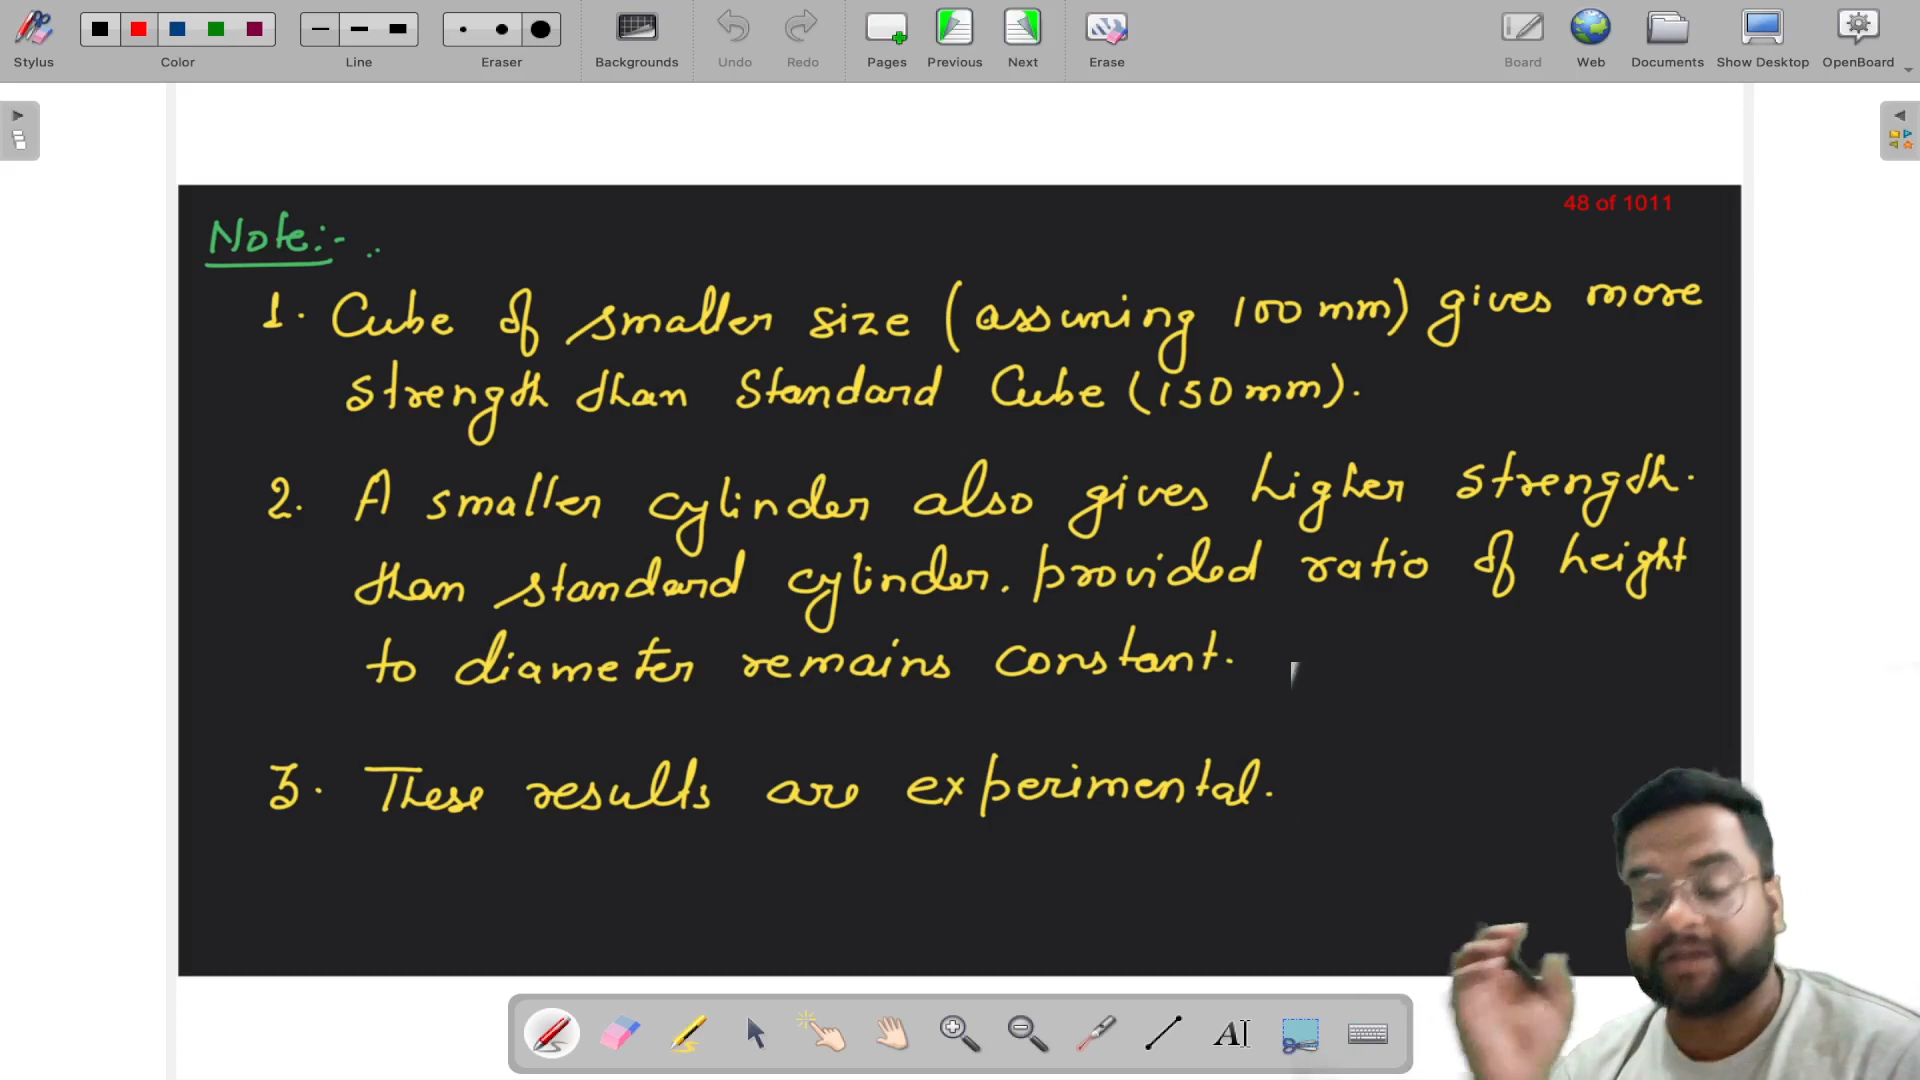 Stylus
Color
Line
Eraser
Backgrounds
Undo
Redo
Pages
Previous
Next
Erase
Board
Web
Documents
Show Desktop
OpenBoard
48 of 1011
Note:-
1. Cube of smaller size (assuming 100 mm) gives more
strength than Standard Cube (150 mm).
2. A smaller cylinder also gives higher strength.
than standard cylinder. provided ratio of height
to diameter remains constant.
3. These results are experimental.
AI